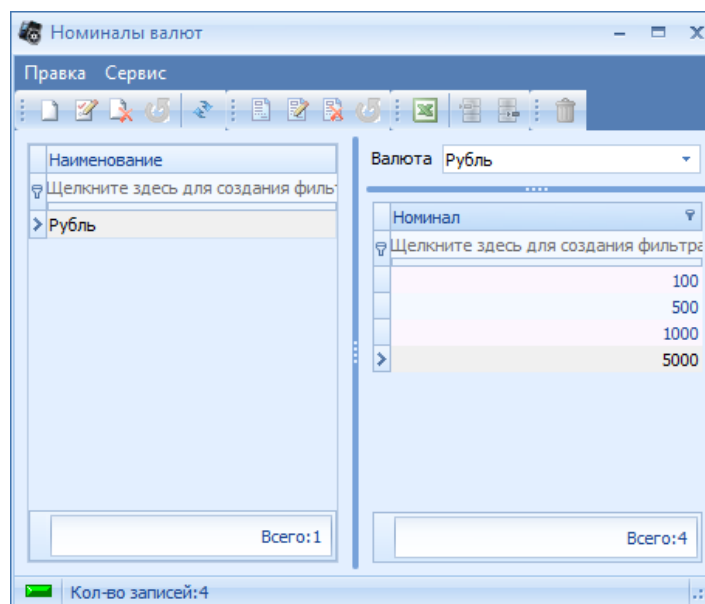 Номиналы валют
Правка Сервис
Наименование
Щелкните здесь для создания филь
Рубль
Всего:1
Валюта Рубль
Номинал
Щелкните здесь для создания фильтра
100
500
1000
5000
Всего:4
Кол-во записей:4